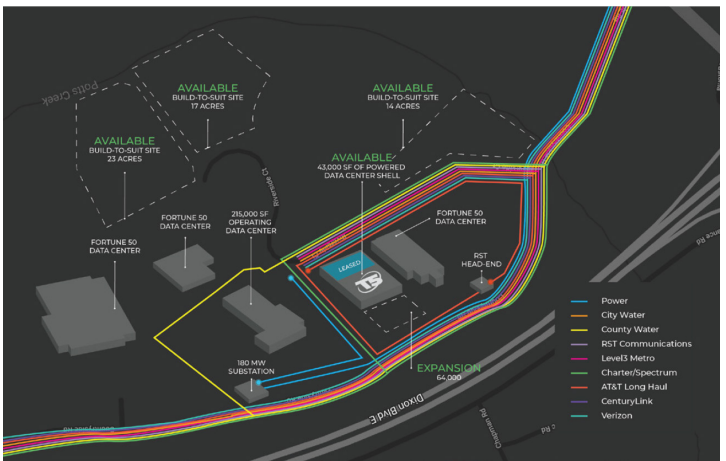 Potts Creek
AVAILABLE
BUILD-TO-SUIT SITE
17 ACRES
AVAILABLE
BUILD-TO-SUIT SITE
14 ACRES
AVAILABLE
BUILD-TO-SUIT SITE
23 ACRES
AVAILABLE
43,000 SF OF POWERED
DATA CENTER SHELL
Riverside Ct
FORTUNE 50
DATA CENTER
FORTUNE 50
DATA CENTER
215,000 SF
OPERATING
DATA CENTER
FORTUNE 50
DATA CENTER
RST
HEAD-END
LEASED
180 MW
SUBSTATION
EXPANSION
64,000
Dixon Blvd E
Chapman Rd
Power
City Water
County Water
RST Communications
Level3 Metro
Charter/Spectrum
AT&T Long Haul
CenturyLink
Verizon